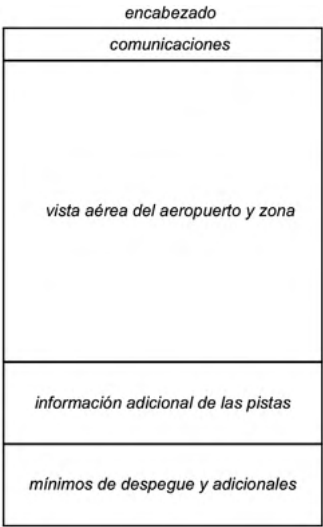 encabezado
comunicaciones
vista aérea del aeropuerto y zona
información adicional de las pistas
mínimos de despegue y adicionales